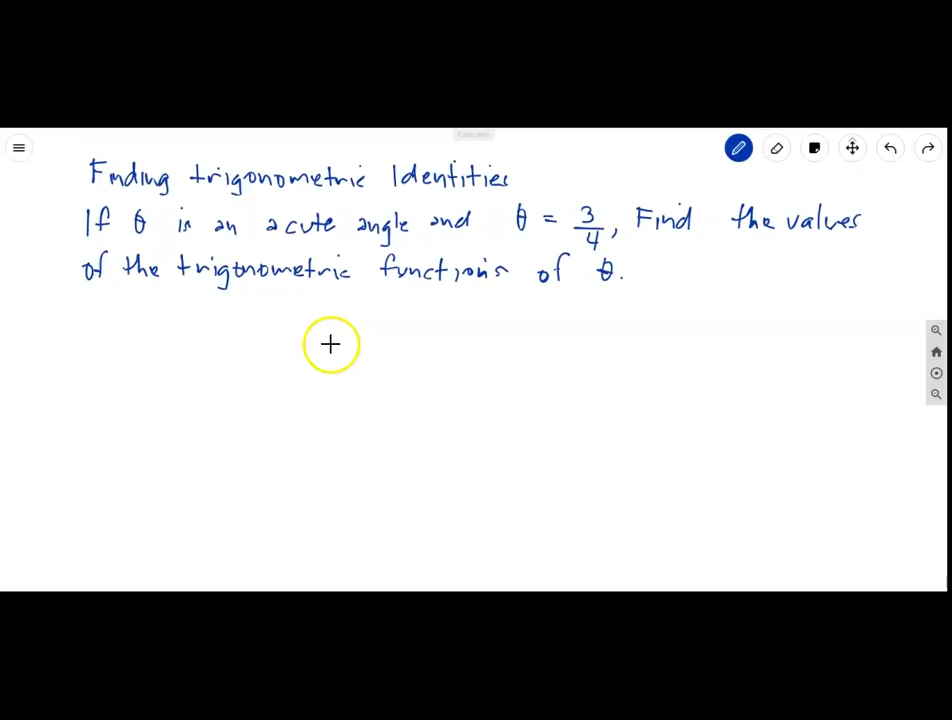 Finding trigonometric Identities
If θ is an acute angle and θ = 3/4, Find the values
of the trigonometric functions of θ.